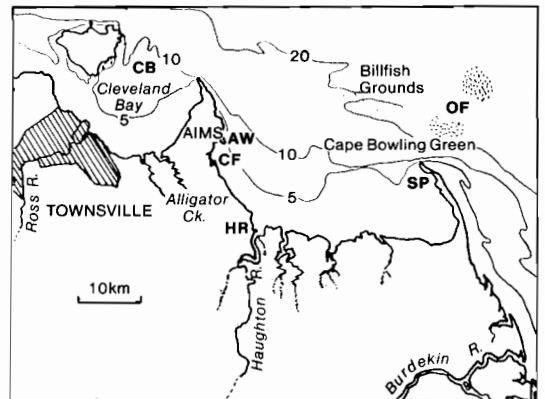 CB
10
20
Cleveland
Bay
5
Billfish
Grounds
OF
AIMS
AW
CF
10
Cape Bowling Green
5
SP
Ross R.
TOWNSVILLE
Alligator
Ck.
HR
10km
Haughton R.
Burdekin R.